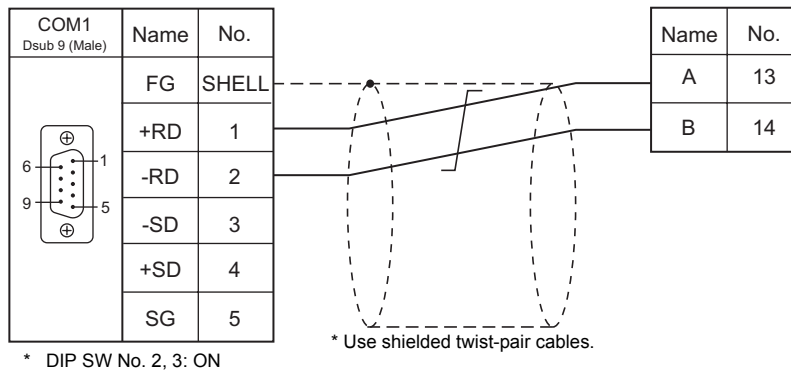 COM1
Dsub 9 (Male)
Name No.
FG SHELL
+RD 1
-RD 2
-SD 3
+SD 4
SG 5
6
1
9
5
Name No.
A 13
B 14
* Use shielded twist-pair cables.
* DIP SW No. 2, 3: ON